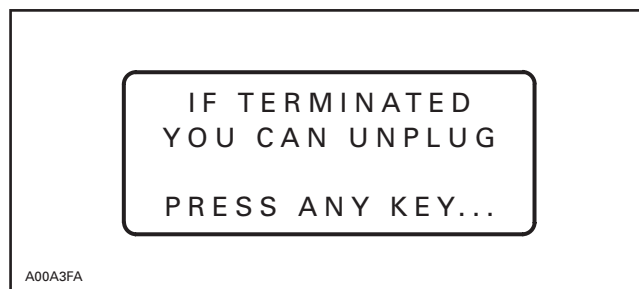 IF TERMINATED
YOU CAN UNPLUG
PRESS ANY KEY...
A00A3FA